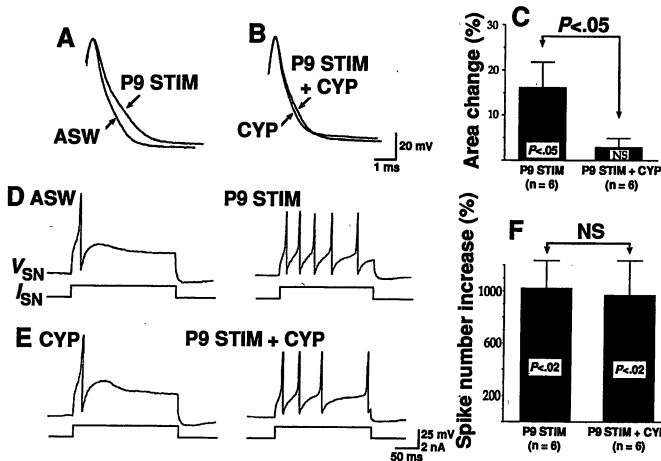 A
P9 STIM
ASW
B
P9 STIM
+ CYP
CYP
20 mV
1 ms
C
P<.05
Area change (%)
30
20
10
P<.05
NS
P9 STIM
(n = 6)
P9 STIM + CYP
(n = 6)
D ASW
P9 STIM
VSN
ISN
E CYP
P9 STIM + CYP
25 mV
2 nA
50 ms
F
NS
Spike number increase (%)
1000
600
200
P<.02
P<.02
P9 STIM
(n = 6)
P9 STIM + CYP
(n = 6)